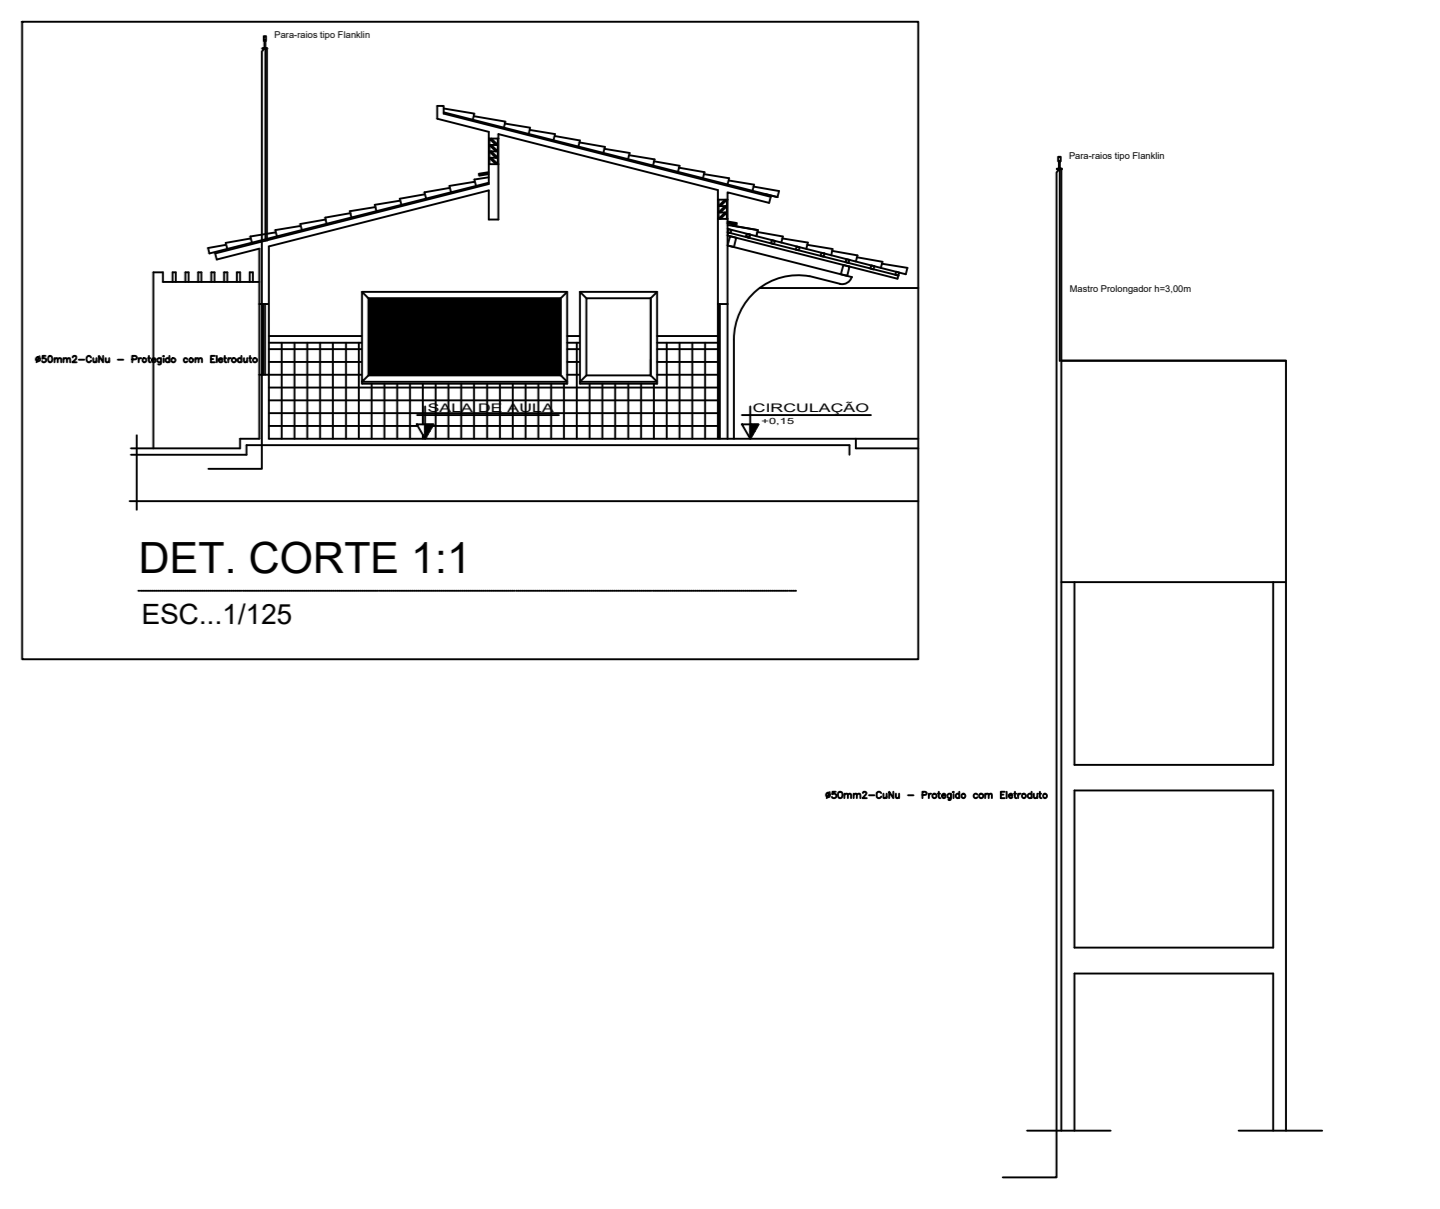 Para-raios tipo Flanklin
ø50mm2-CuNu - Protegido com Eletroduto
SALA DE AULA
CIRCULAÇÃO
+0,15
DET. CORTE 1:1
ESC...1/125
Para-raios tipo Flanklin
Mastro Prolongador h=3,00m
ø50mm2-CuNu - Protegido com Eletroduto